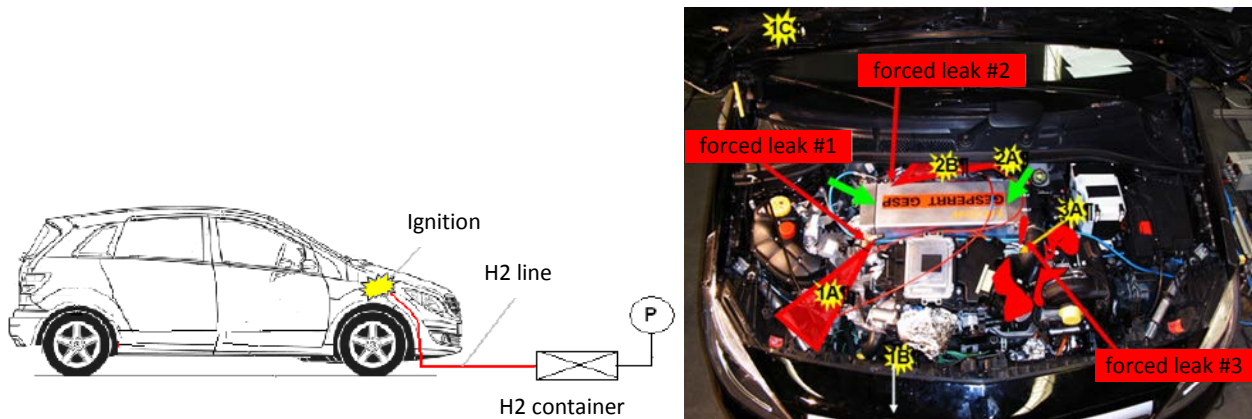 Ignition
H2 line
P
H2 container
1C
forced leak #2
forced leak #1
2B
2A
GESPERRT GESP
3A
1A
1B
forced leak #3